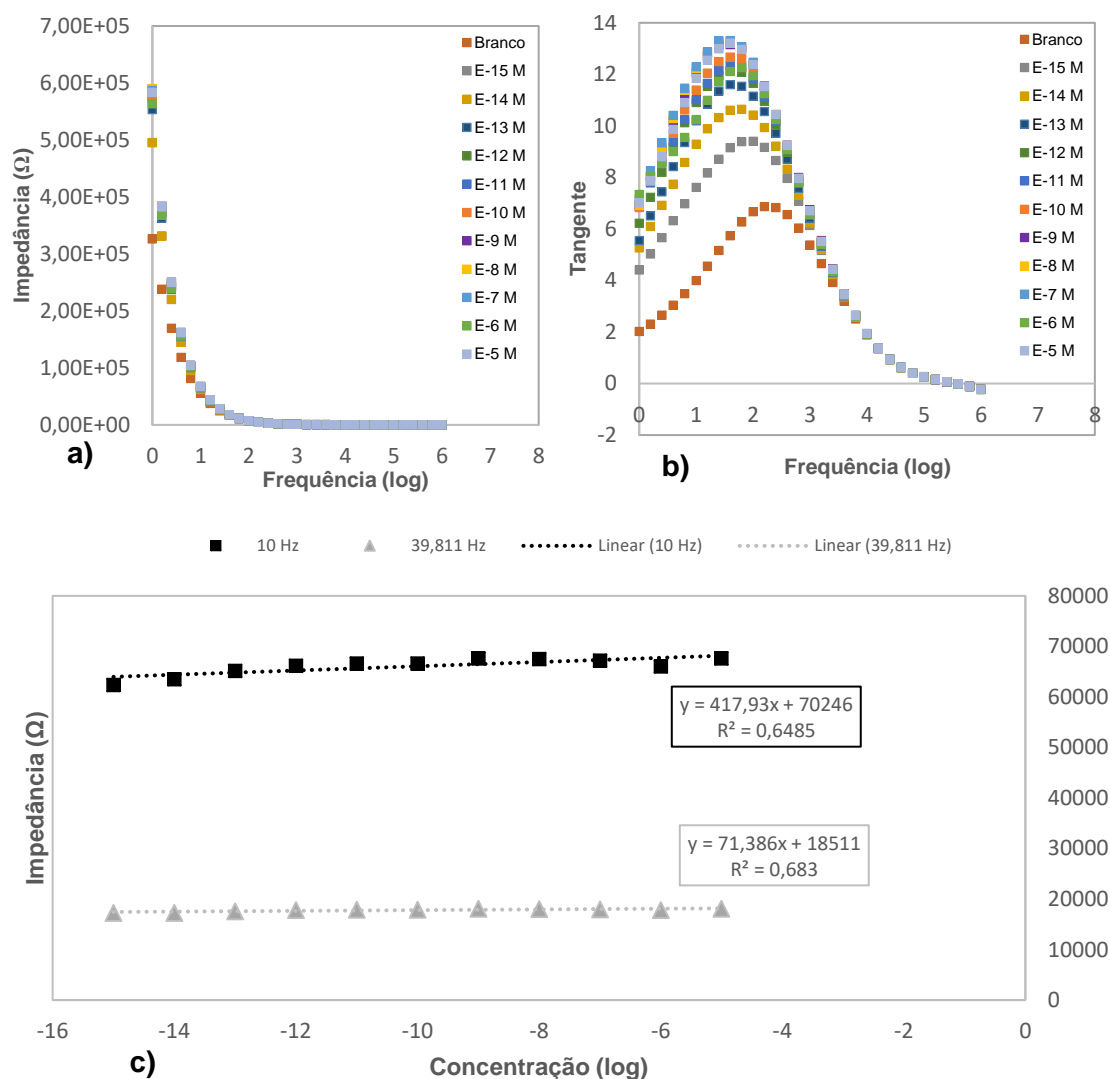 7,00E+05
6,00E+05
5,00E+05
4,00E+05
3,00E+05
2,00E+05
1,00E+05
0,00E+00
Impedância (Ω)
0 1 2 3 4 5 6 7 8
Frequência (log)
a)
Branco
E-15 M
E-14 M
E-13 M
E-12 M
E-11 M
E-10 M
E-9 M
E-8 M
E-7 M
E-6 M
E-5 M
14
12
10
8
6
4
2
0
-2
Tangente
0 1 2 3 4 5 6 7 8
Frequência (log)
b)
Branco
E-15 M
E-14 M
E-13 M
E-12 M
E-11 M
E-10 M
E-9 M
E-8 M
E-7 M
E-6 M
E-5 M
10 Hz 39,811 Hz Linear (10 Hz) Linear (39,811 Hz)
80000
70000
60000
50000
40000
30000
20000
10000
0
Impedância (Ω)
y = 417,93x + 70246
R² = 0,6485
y = 71,386x + 18511
R² = 0,683
-16 -14 -12 -10 -8 -6 -4 -2 0
Concentração (log)
c)